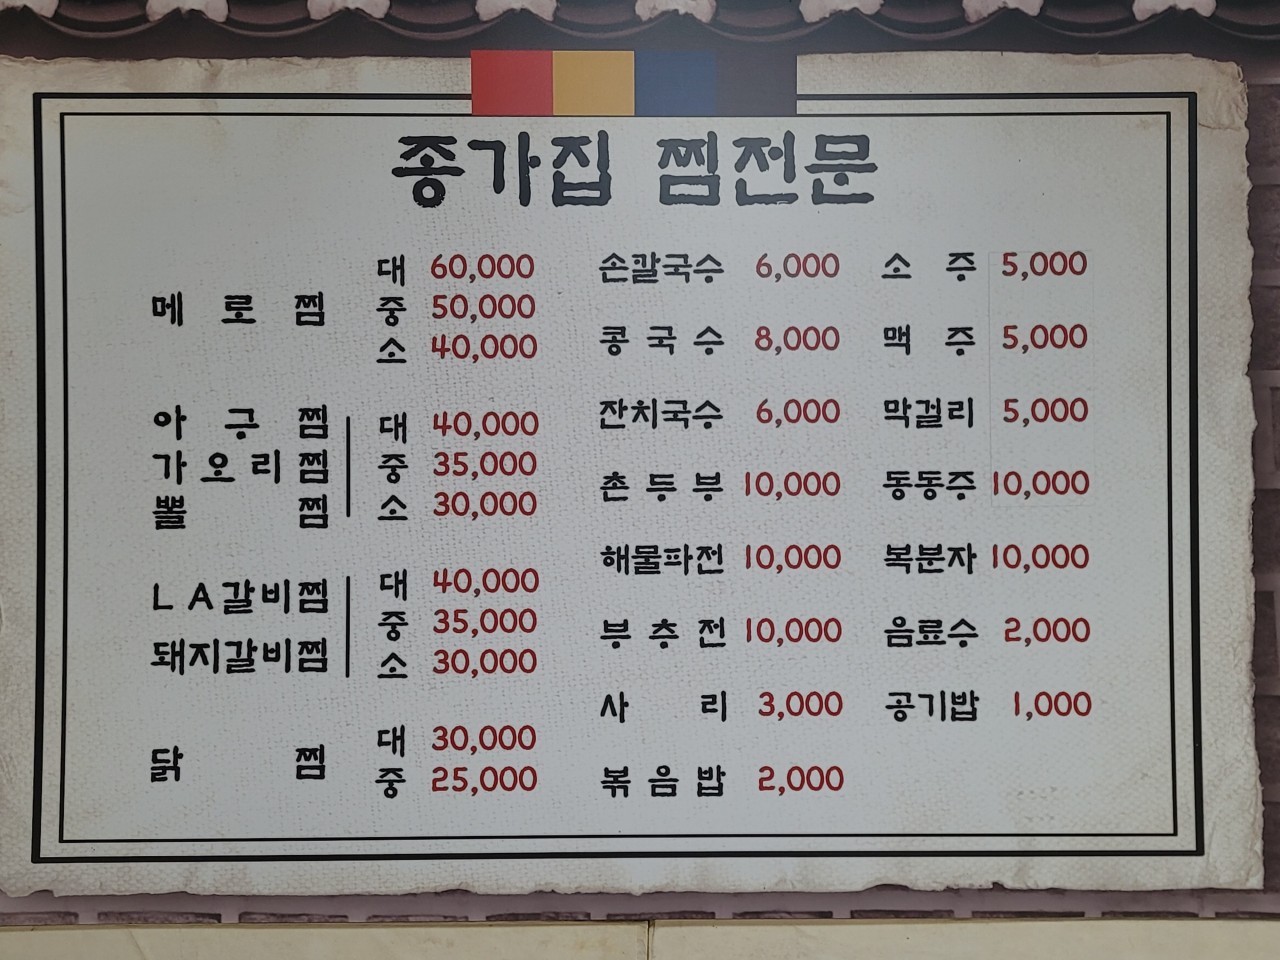 종가집 찜전문
메로찜 대 60,000
중 50,000
소 40,000
아구찜 대 40,000
가오리찜 중 35,000
뽈찜 소 30,000
LA갈비찜 대 40,000
중 35,000
돼지갈비찜 소 30,000
닭찜 대 30,000
중 25,000
손칼국수 6,000
콩국수 8,000
잔치국수 6,000
촌두부 10,000
해물파전 10,000
부추전 10,000
사리 3,000
볶음밥 2,000
소주 5,000
맥주 5,000
막걸리 5,000
동동주 10,000
복분자 10,000
음료수 2,000
공기밥 1,000